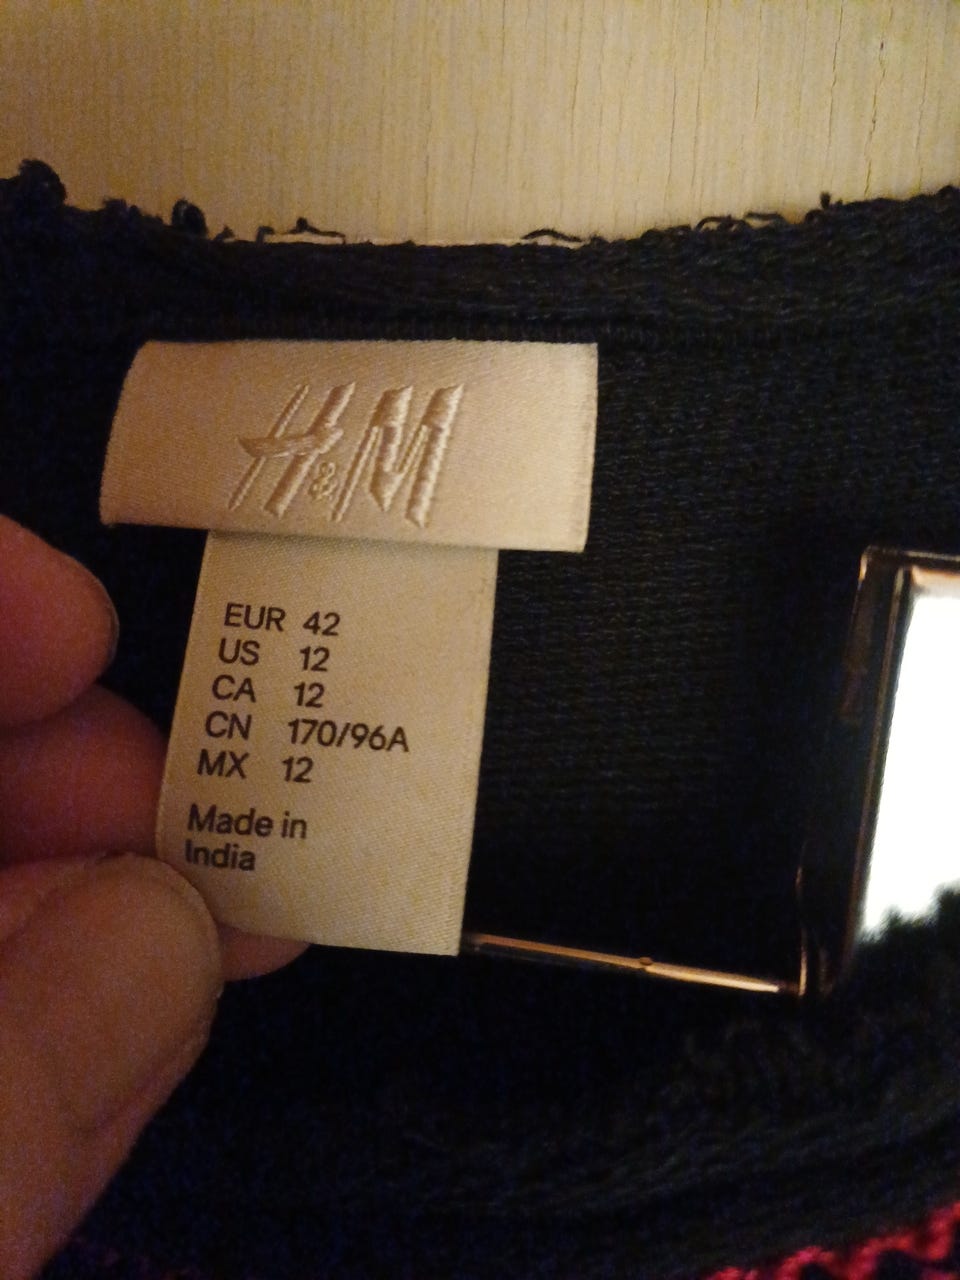 H&M
EUR 42
US 12
CA 12
CN 170/96A
MX 12
Made in
India